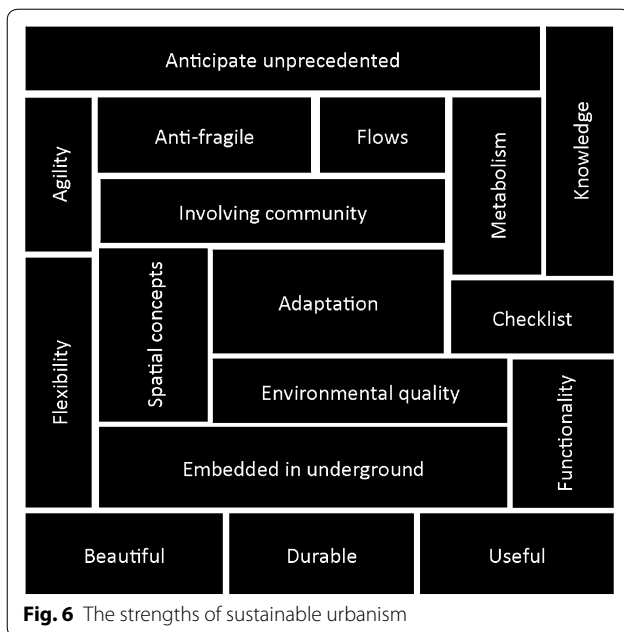 Anticipate unprecedented
Knowledge
Agility
Anti-fragile
Flows
Metabolism
Involving community
Flexibility
Spatial concepts
Adaptation
Checklist
Environmental quality
Functionality
Embedded in underground
Beautiful
Durable
Useful
Fig. 6 The strengths of sustainable urbanism